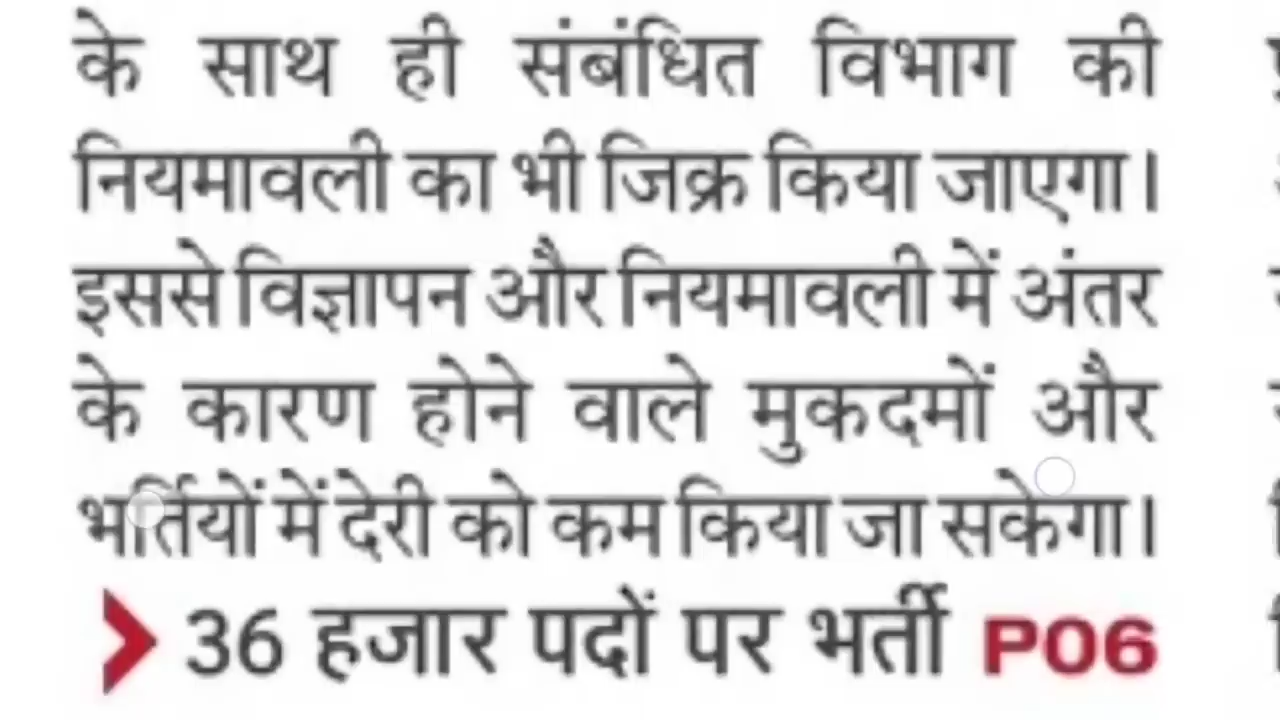 के साथ ही संबंधित विभाग की
नियमावली का भी जिक्र किया जाएगा।
इससे विज्ञापन और नियमावली में अंतर
के कारण होने वाले मुकदमों और
भर्तियों में देरी को कम किया जा सकेगा।
36 हजार पदों पर भर्ती P06